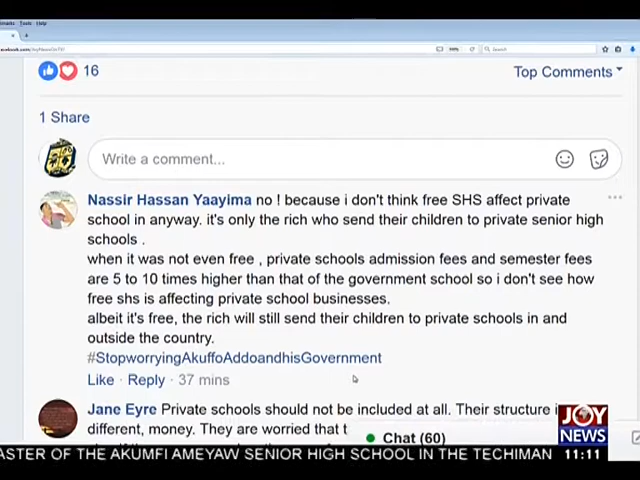 Tools Help
Search
16
Top Comments
1 Share
Write a comment...
Nassir Hassan Yaayima no ! because i don't think free SHS affect private
school in anyway. it's only the rich who send their children to private senior high
schools .
when it was not even free , private schools admission fees and semester fees
are 5 to 10 times higher than that of the government school so i don't see how
free shs is affecting private school businesses.
albeit it's free, the rich will still send their children to private schools in and
outside the country.
#StopworryingAkuffoAddoandhisGovernment
Like · Reply · 37 mins
Jane Eyre Private schools should not be included at all. Their structure i
different, money. They are worried that t
Chat (60)
JOY
NEWS
ASTER OF THE AKUMFI AMEYAW SENIOR HIGH SCHOOL IN THE TECHIMAN
11:11